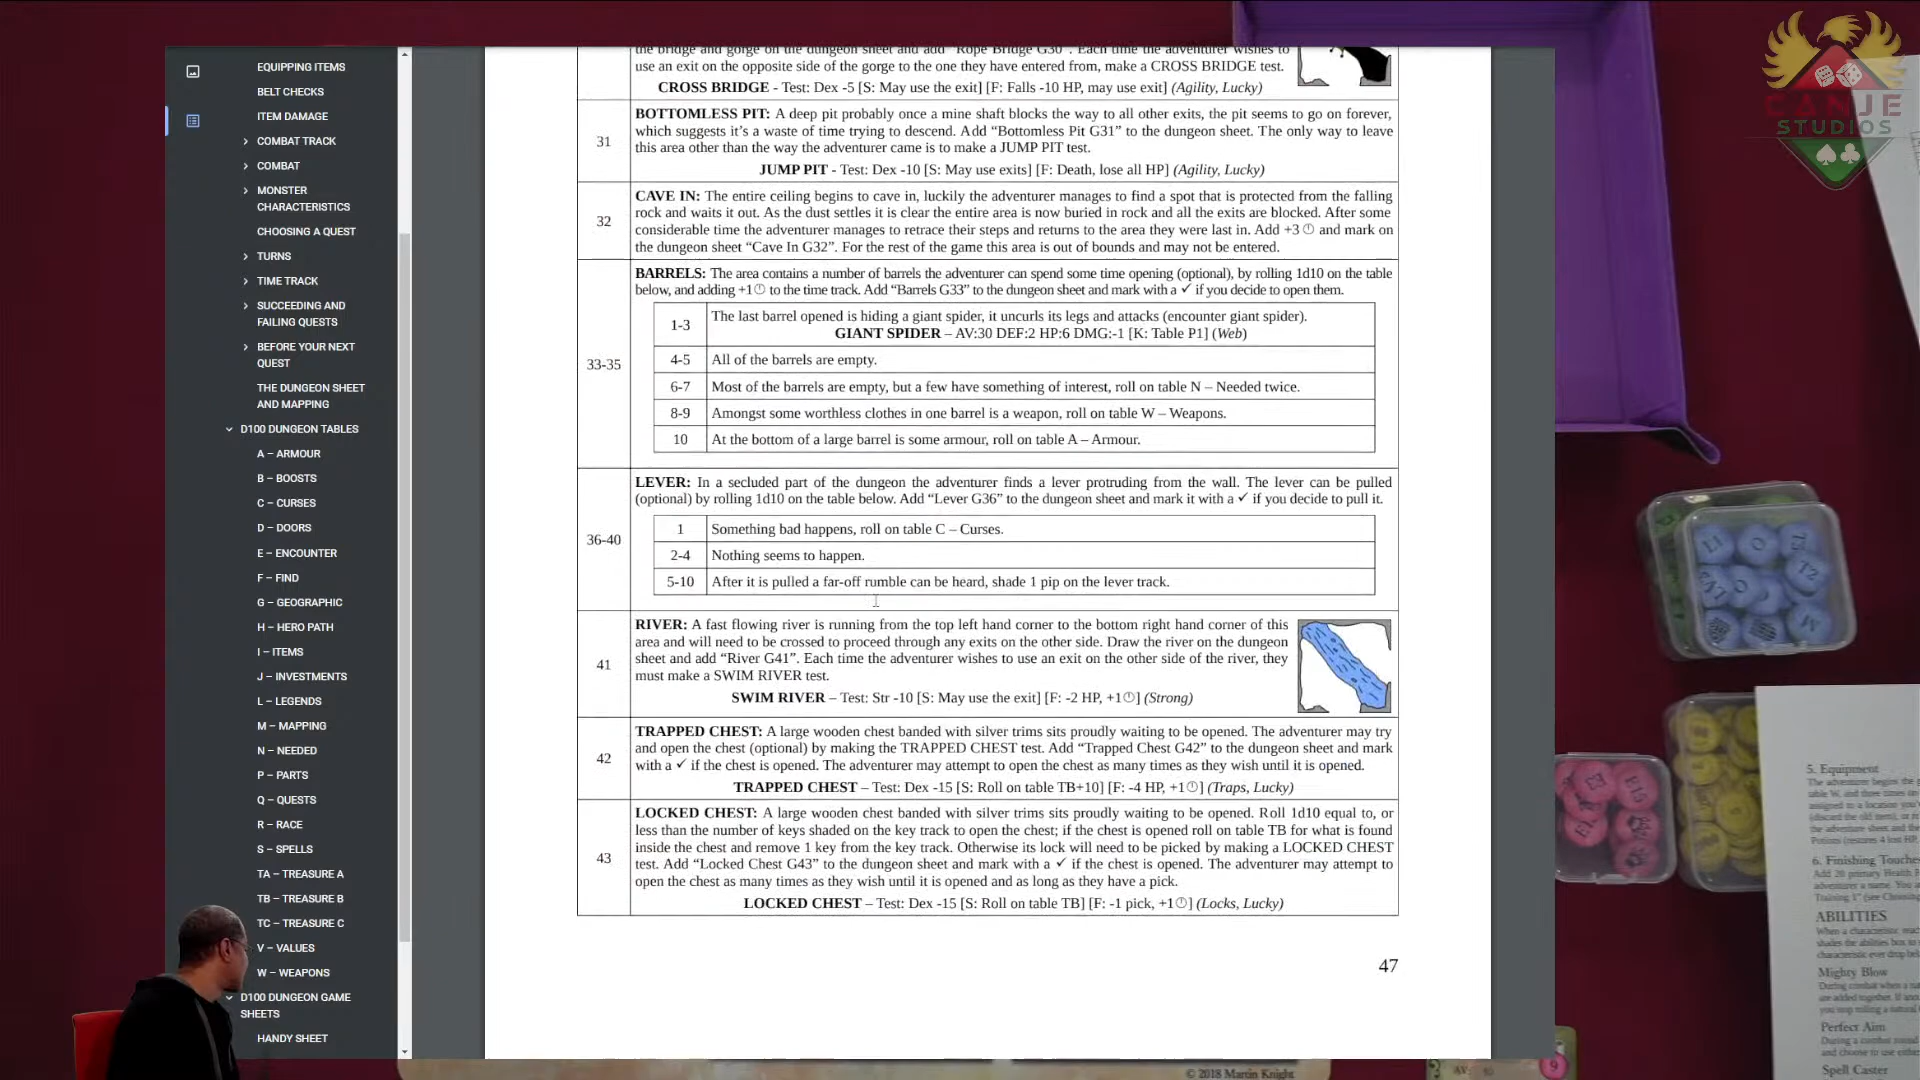 EQUIPPING ITEMS
BELT CHECKS
ITEM DAMAGE
COMBAT TRACK
COMBAT
MONSTER
CHARACTERISTICS
CHOOSING A QUEST
TURNS
TIME TRACK
SUCCEEDING AND
FAILING QUESTS
BEFORE YOUR NEXT
QUEST
THE DUNGEON SHEET
AND MAPPING
D100 DUNGEON TABLES
A – ARMOUR
B – BOOSTS
C – CURSES
D – DOORS
E – ENCOUNTER
F – FIND
G – GEOGRAPHIC
H – HERO PATH
I – ITEMS
J – INVESTMENTS
L – LEGENDS
M – MAPPING
N – NEEDED
P – PARTS
Q – QUESTS
R – RACE
S – SPELLS
TA – TREASURE A
TB – TREASURE B
TC – TREASURE C
V – VALUES
W – WEAPONS
D100 DUNGEON GAME
SHEETS
HANDY SHEET
the bridge and gorge on the dungeon sheet and add “Rope Bridge G30”. Each time the adventurer wishes to
use an exit on the opposite side of the gorge to the one they have entered from, make a CROSS BRIDGE test.
CROSS BRIDGE - Test: Dex -5 [S: May use the exit] [F: Falls -10 HP, may use exit] (Agility, Lucky)
31
BOTTOMLESS PIT: A deep pit probably once a mine shaft blocks the way to all other exits, the pit seems to go on forever,
which suggests it’s a waste of time trying to descend. Add “Bottomless Pit G31” to the dungeon sheet. The only way to leave
this area other than the way the adventurer came is to make a JUMP PIT test.
JUMP PIT - Test: Dex -10 [S: May use exits] [F: Death, lose all HP] (Agility, Lucky)
32
CAVE IN: The entire ceiling begins to cave in, luckily the adventurer manages to find a spot that is protected from the falling
rock and waits it out. As the dust settles it is clear the entire area is now buried in rock and all the exits are blocked. After some
considerable time the adventurer manages to retrace their steps and returns to the area they were last in. Add +3 and mark on
the dungeon sheet “Cave In G32”. For the rest of the game this area is out of bounds and may not be entered.
33-35
BARRELS: The area contains a number of barrels the adventurer can spend some time opening (optional), by rolling 1d10 on the table
below, and adding +1 to the time track. Add “Barrels G33” to the dungeon sheet and mark with a ✓ if you decide to open them.
1-3 The last barrel opened is hiding a giant spider, it uncurls its legs and attacks (encounter giant spider).
GIANT SPIDER – AV:30 DEF:2 HP:6 DMG:-1 [K: Table P1] (Web)
4-5 All of the barrels are empty.
6-7 Most of the barrels are empty, but a few have something of interest, roll on table N – Needed twice.
8-9 Amongst some worthless clothes in one barrel is a weapon, roll on table W – Weapons.
10 At the bottom of a large barrel is some armour, roll on table A – Armour.
36-40
LEVER: In a secluded part of the dungeon the adventurer finds a lever protruding from the wall. The lever can be pulled
(optional) by rolling 1d10 on the table below. Add “Lever G36” to the dungeon sheet and mark it with a ✓ if you decide to pull it.
1 Something bad happens, roll on table C – Curses.
2-4 Nothing seems to happen.
5-10 After it is pulled a far-off rumble can be heard, shade 1 pip on the lever track.
41
RIVER: A fast flowing river is running from the top left hand corner to the bottom right hand corner of this
area and will need to be crossed to proceed through any exits on the other side. Draw the river on the dungeon
sheet and add “River G41”. Each time the adventurer wishes to use an exit on the other side of the river, they
must make a SWIM RIVER test.
SWIM RIVER – Test: Str -10 [S: May use the exit] [F: -2 HP, +1] (Strong)
42
TRAPPED CHEST: A large wooden chest banded with silver trims sits proudly waiting to be opened. The adventurer may try
and open the chest (optional) by making the TRAPPED CHEST test. Add “Trapped Chest G42” to the dungeon sheet and mark
with a ✓ if the chest is opened. The adventurer may attempt to open the chest as many times as they wish until it is opened.
TRAPPED CHEST – Test: Dex -15 [S: Roll on table TB+10] [F: -4 HP, +1] (Traps, Lucky)
43
LOCKED CHEST: A large wooden chest banded with silver trims sits proudly waiting to be opened. Roll 1d10 equal to, or
less than the number of keys shaded on the key track to open the chest; if the chest is opened roll on table TB for what is found
inside the chest and remove 1 key from the key track. Otherwise its lock will need to be picked by making a LOCKED CHEST
test. Add “Locked Chest G43” to the dungeon sheet and mark with a ✓ if the chest is opened. The adventurer may attempt to
open the chest as many times as they wish until it is opened and as long as they have a pick.
LOCKED CHEST – Test: Dex -15 [S: Roll on table TB] [F: -1 pick, +1] (Locks, Lucky)
47
© 2018 Martin Knight
CANJE
STUDIOS
5. Equipment
6. Finishing Touches
ABILITIES
Mighty Blow
Perfect Aim
Spell Caster